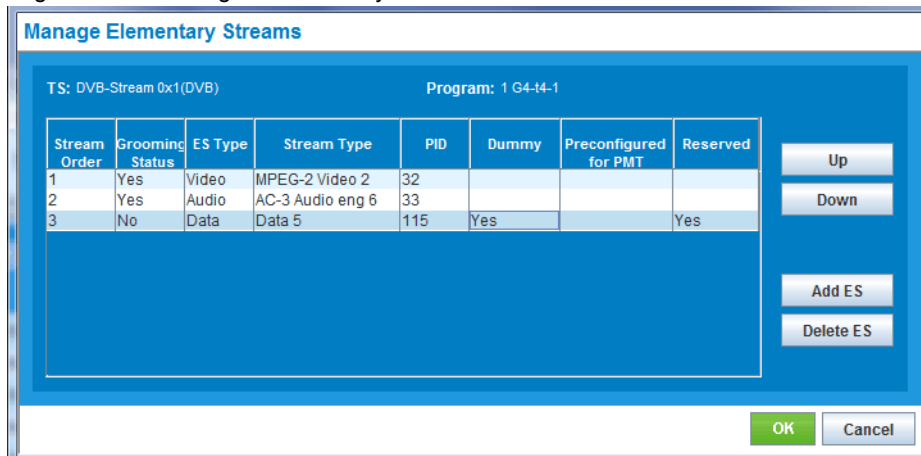 Manage Elementary Streams
TS: DVB-Stream 0x1(DVB) Program: 1 G4-t4-1
Stream Order Grooming Status ES Type Stream Type PID Dummy Preconfigured for PMT Reserved
1 Yes Video MPEG-2 Video 2 32
2 Yes Audio AC-3 Audio eng 6 33
3 No Data Data 5 115 Yes Yes
Up
Down
Add ES
Delete ES
OK Cancel